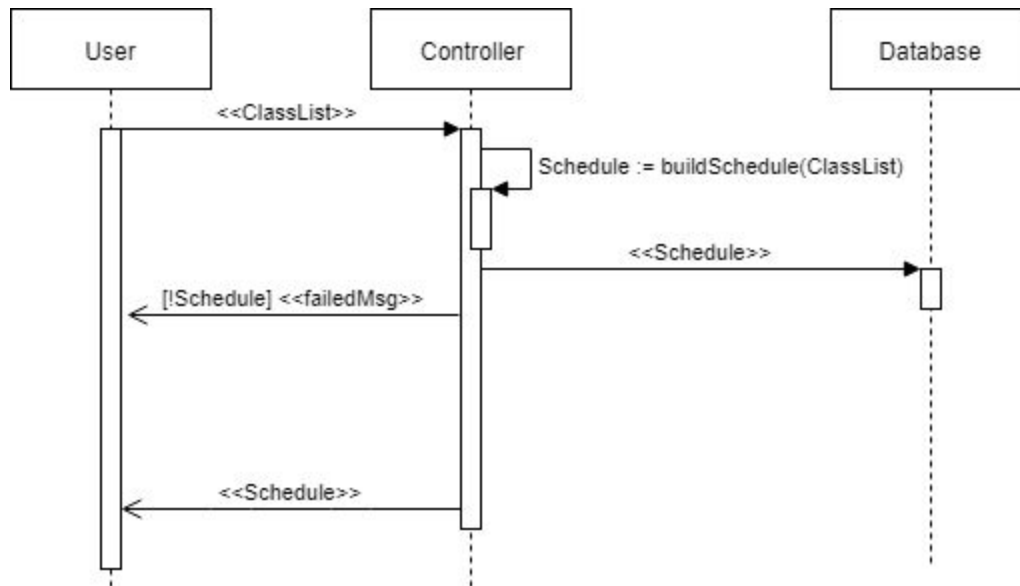 User
Controller
Database
<<ClassList>>
Schedule := buildSchedule(ClassList)
<<Schedule>>
[!Schedule] <<failedMsg>>
<<Schedule>>